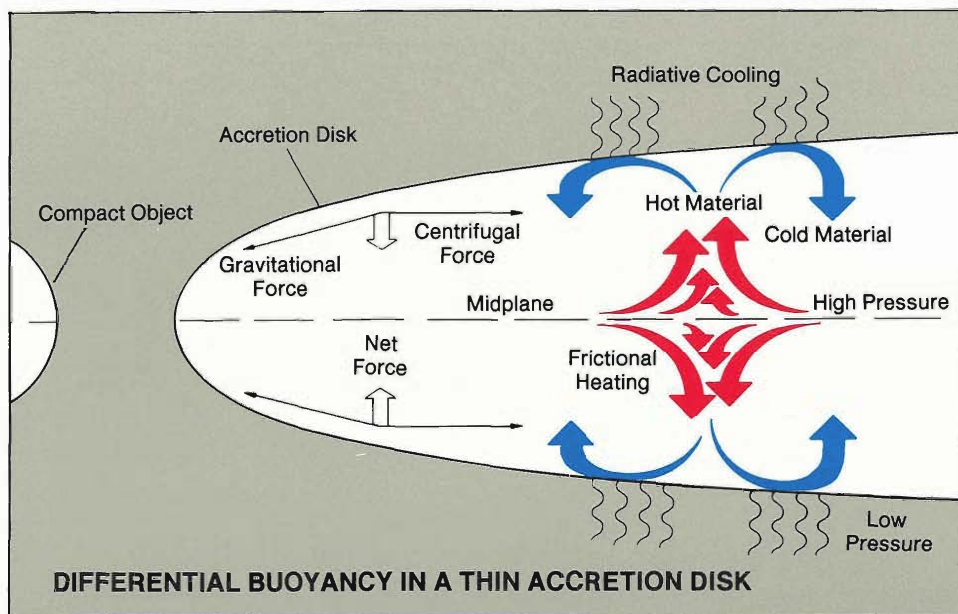 Radiative Cooling
Accretion Disk
Compact Object
Hot Material
Centrifugal
Force
Cold Material
Gravitational
Force
Midplane
High Pressure
Net
Force
Frictional
Heating
Low
Pressure
DIFFERENTIAL BUOYANCY IN A THIN ACCRETION DISK